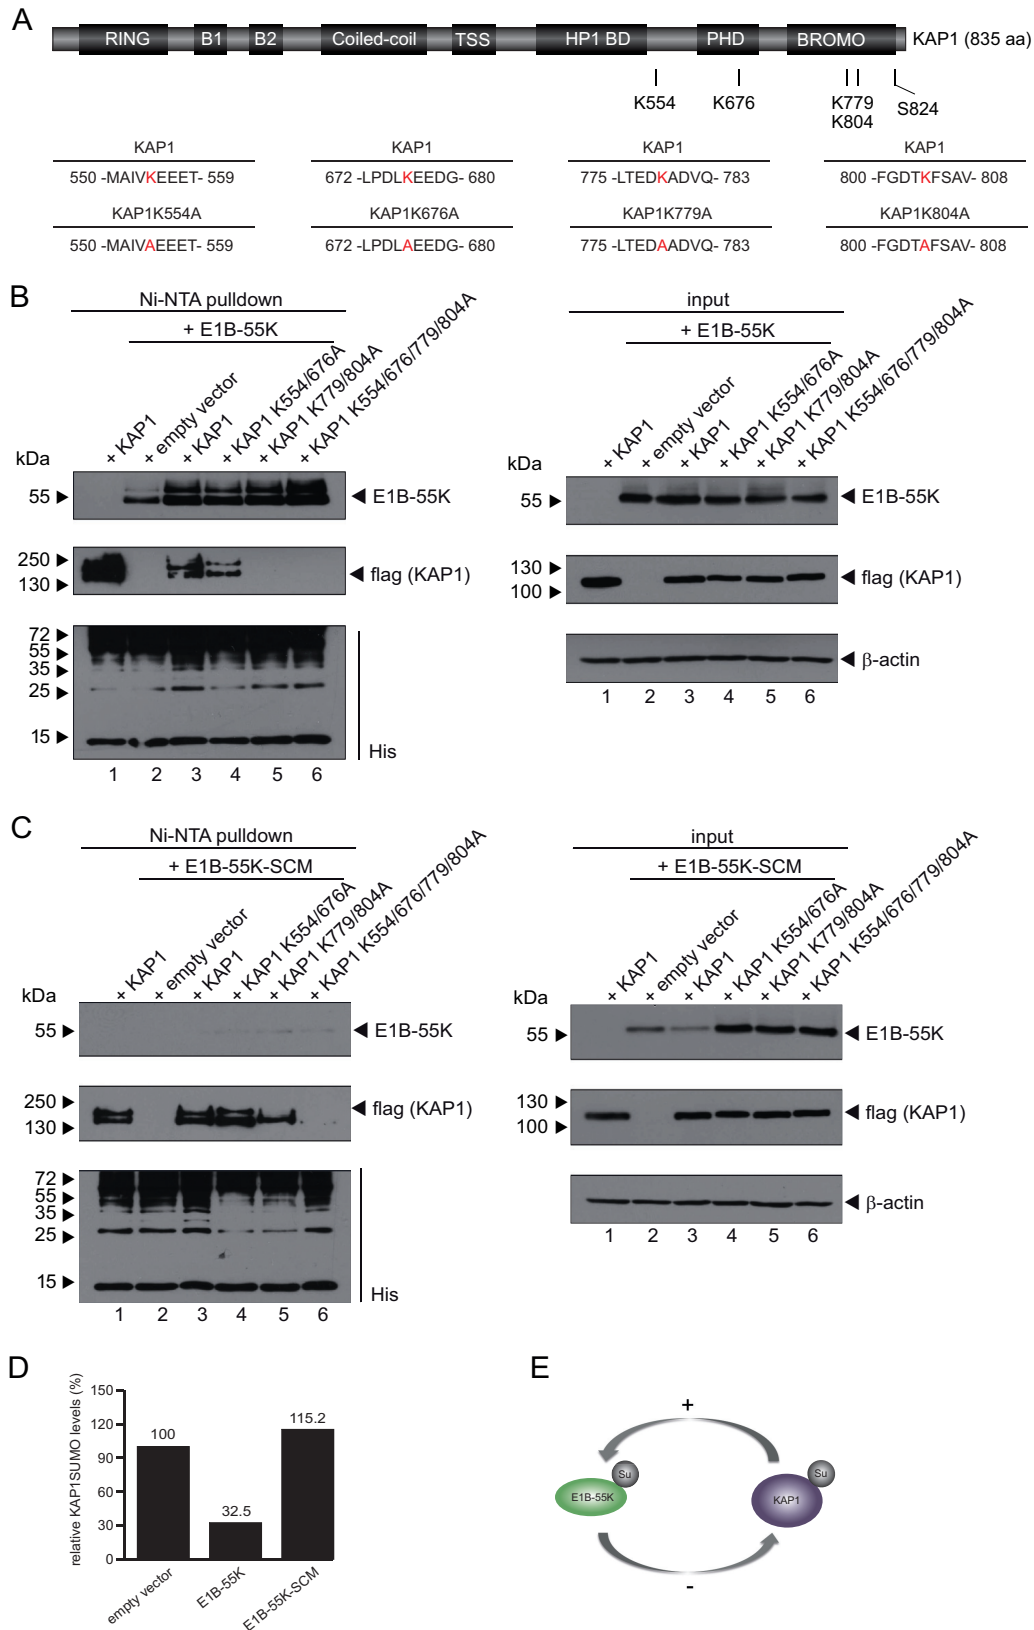 A
RING B1 B2 Coiled-coil TSS HP1 BD PHD BROMO KAP1 (835 aa)
K554 K676 K779 S824
K804
KAP1 KAP1 KAP1 KAP1
550 -MAIVKEEET- 559 672 -LPDLKEEDG- 680 775 -LTEDKADVQ- 783 800 -FGDTKFSAV- 808
KAP1K554A KAP1K676A KAP1K779A KAP1K804A
550 -MAIVAEEET- 559 672 -LPDLAEEDG- 680 775 -LTEDAADVQ- 783 800 -FGDTAFSAV- 808
B
Ni-NTA pulldown
+ E1B-55K
+ KAP1
+ empty vector
+ KAP1
+ KAP1 K554/676A
+ KAP1 K779/804A
+ KAP1 K554/676/779/804A
kDa
55 E1B-55K
250
130 flag (KAP1)
72
55
35
25
15
His
1 2 3 4 5 6
input
+ E1B-55K
+ KAP1
+ empty vector
+ KAP1
+ KAP1 K554/676A
+ KAP1 K779/804A
+ KAP1 K554/676/779/804A
kDa
55 E1B-55K
130
100 flag (KAP1)
β-actin
1 2 3 4 5 6
C
Ni-NTA pulldown
+ E1B-55K-SCM
+ KAP1
+ empty vector
+ KAP1
+ KAP1 K554/676A
+ KAP1 K779/804A
+ KAP1 K554/676/779/804A
kDa
55 E1B-55K
250
130 flag (KAP1)
72
55
35
25
15
His
1 2 3 4 5 6
input
+ E1B-55K-SCM
+ KAP1
+ empty vector
+ KAP1
+ KAP1 K554/676A
+ KAP1 K779/804A
+ KAP1 K554/676/779/804A
kDa
55 E1B-55K
130
100 flag (KAP1)
β-actin
1 2 3 4 5 6
D
relative KAP1SUMO levels (%)
150
120
90
60
30
0
100
32.5
115.2
empty vector
E1B-55K
E1B-55K-SCM
E
+
Su
E1B-55K
Su
KAP1
-